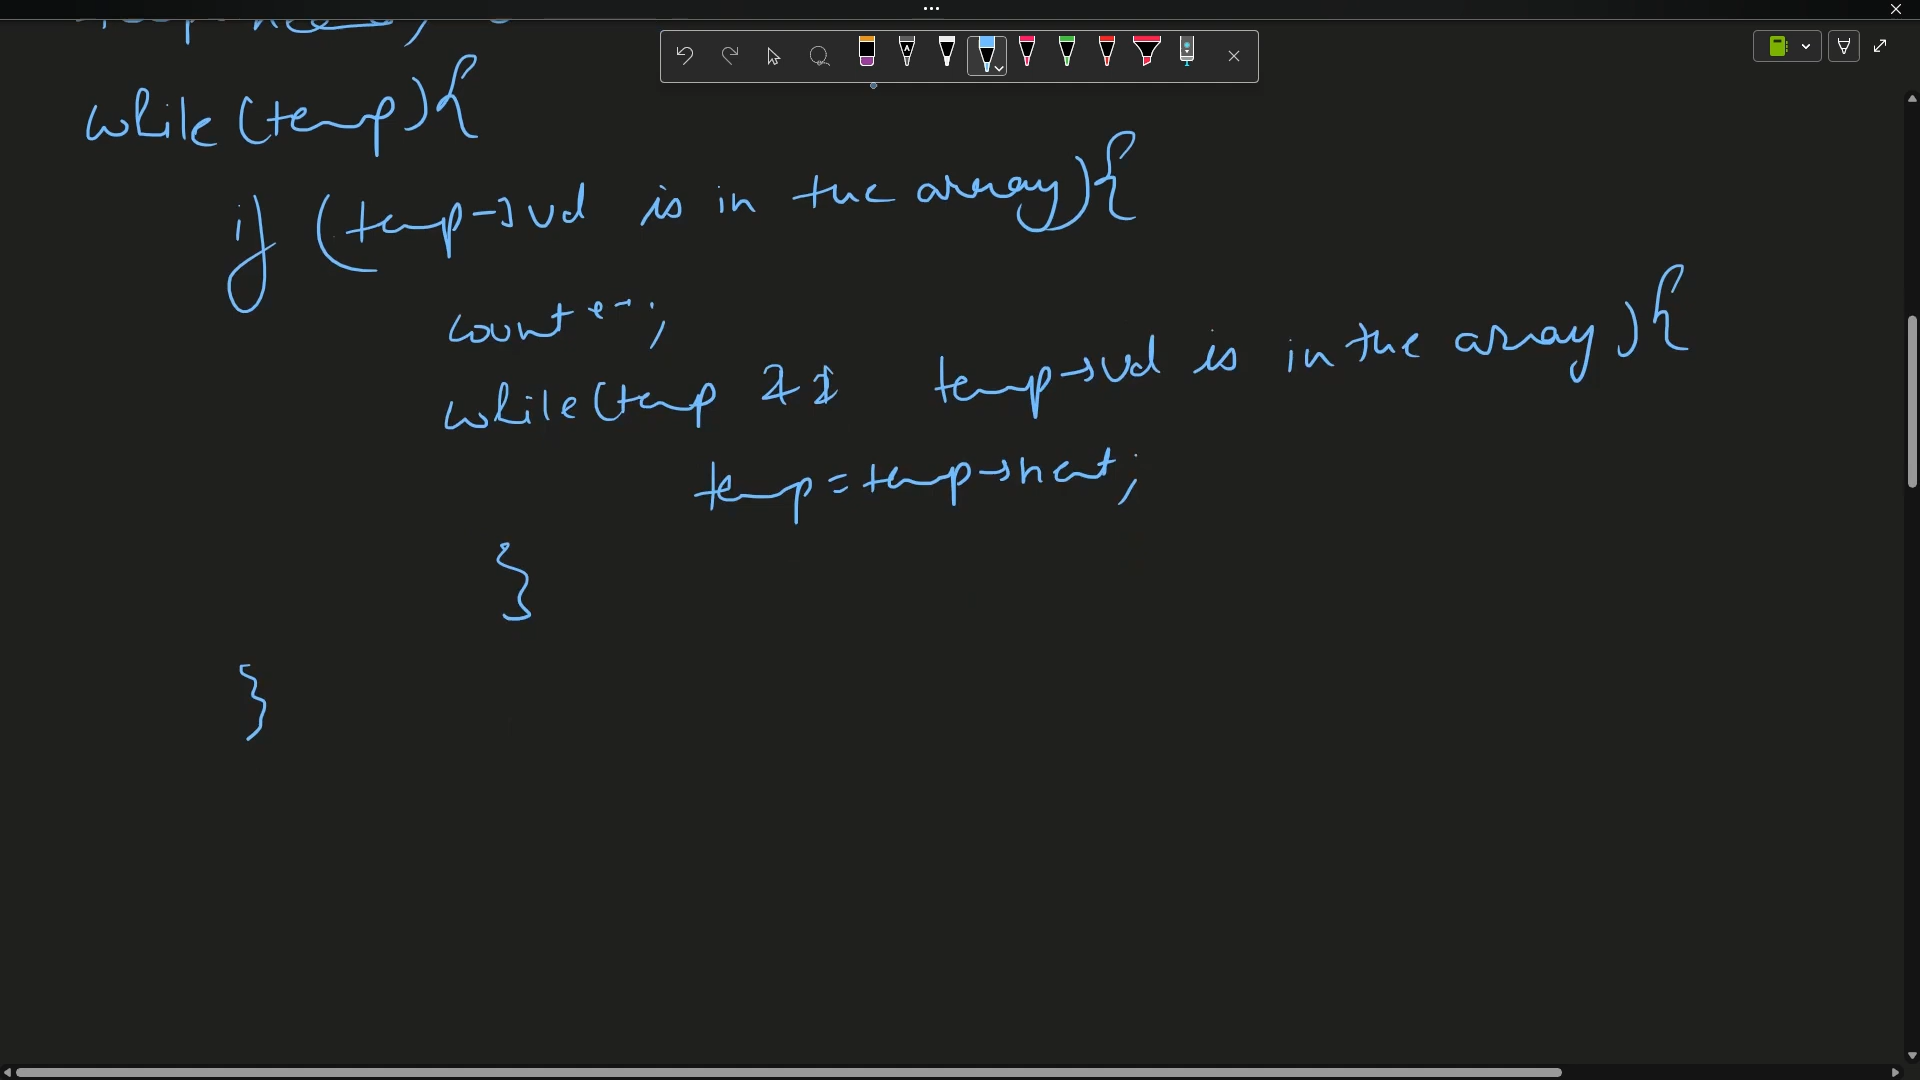 while(temp){
if (temp->val is in the array){
count++;
while(temp && temp->val is in the array){
temp=temp->next;
}
}